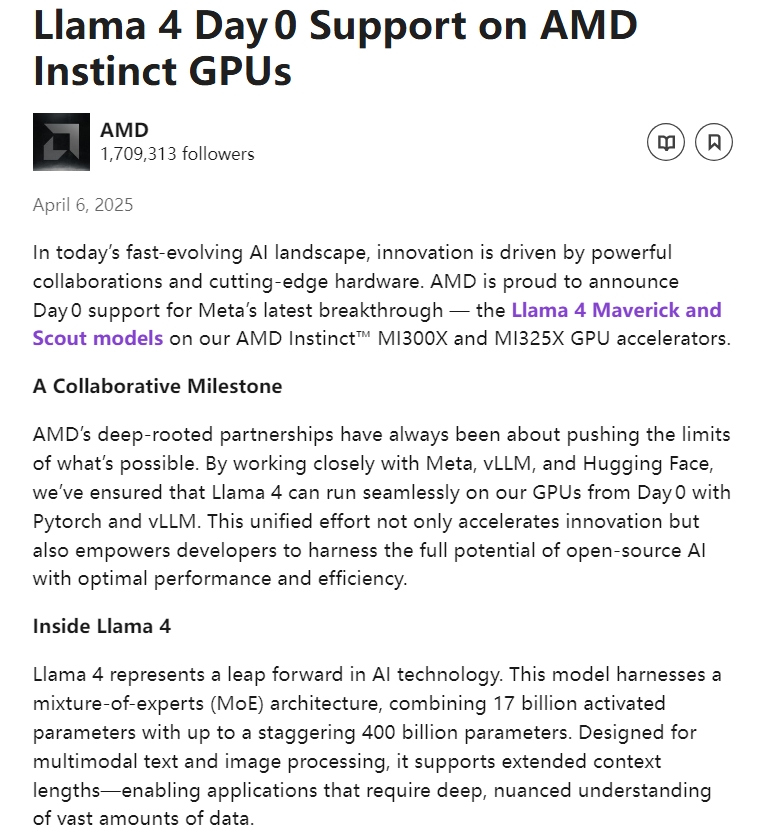 Llama 4 Day 0 Support on AMD
Instinct GPUs
AMD
1,709,313 followers
April 6, 2025
In today’s fast-evolving AI landscape, innovation is driven by powerful
collaborations and cutting-edge hardware. AMD is proud to announce
Day 0 support for Meta’s latest breakthrough — the Llama 4 Maverick and
Scout models on our AMD Instinct™ MI300X and MI325X GPU accelerators.
A Collaborative Milestone
AMD’s deep-rooted partnerships have always been about pushing the limits
of what’s possible. By working closely with Meta, vLLM, and Hugging Face,
we’ve ensured that Llama 4 can run seamlessly on our GPUs from Day 0 with
Pytorch and vLLM. This unified effort not only accelerates innovation but
also empowers developers to harness the full potential of open-source AI
with optimal performance and efficiency.
Inside Llama 4
Llama 4 represents a leap forward in AI technology. This model harnesses a
mixture-of-experts (MoE) architecture, combining 17 billion activated
parameters with up to a staggering 400 billion parameters. Designed for
multimodal text and image processing, it supports extended context
lengths—enabling applications that require deep, nuanced understanding
of vast amounts of data.